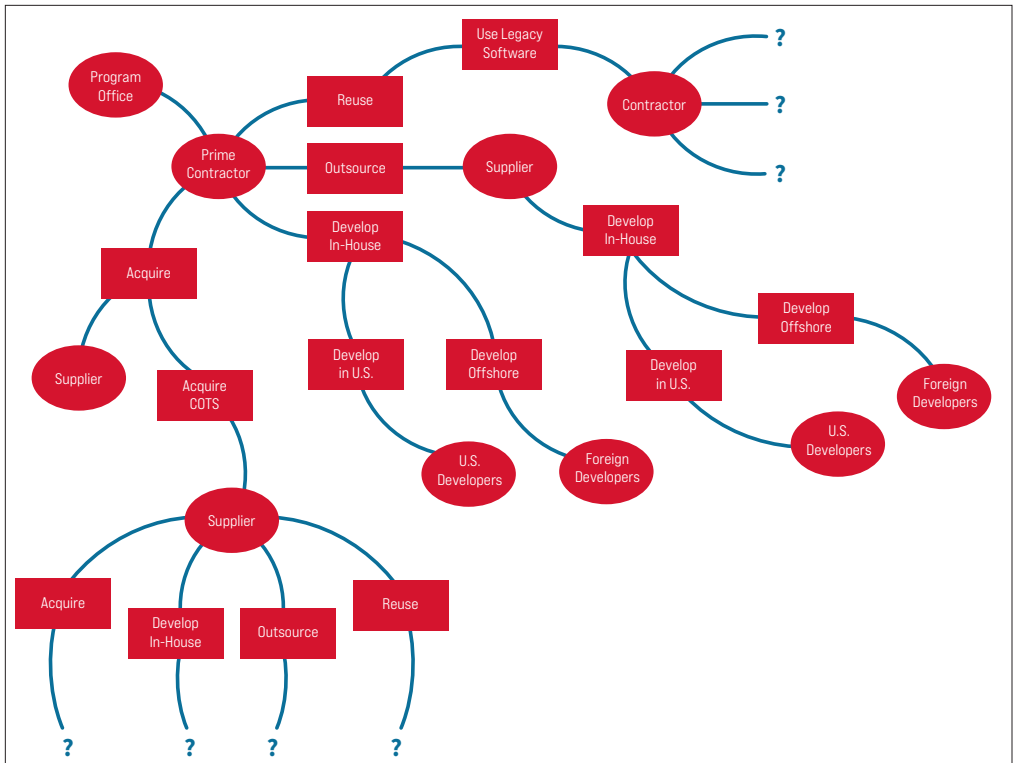 Use Legacy
Software
?
Program
Office
Reuse
Contractor
?
Prime
Contractor
Outsource
Supplier
?
Develop
In-House
Develop
In-House
Acquire
Develop
Offshore
Supplier
Acquire
COTS
Develop
in U.S.
Develop
Offshore
Develop
in U.S.
Foreign
Developers
U.S.
Developers
U.S.
Developers
Foreign
Developers
Supplier
Acquire
Develop
In-House
Outsource
Reuse
?
?
?
?